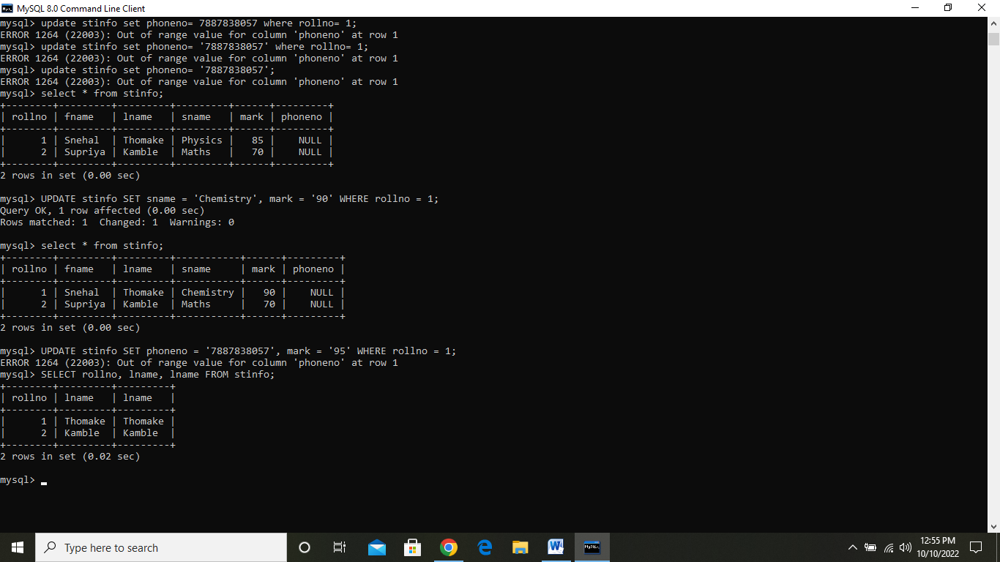 MySQL 8.0 Command Line Client
mysql> update stinfo set phoneno= 7887838057 where rollno= 1;
ERROR 1264 (22003): Out of range value for column 'phoneno' at row 1
mysql> update stinfo set phoneno= '7887838057' where rollno= 1;
ERROR 1264 (22003): Out of range value for column 'phoneno' at row 1
mysql> update stinfo set phoneno= '7887838057';
ERROR 1264 (22003): Out of range value for column 'phoneno' at row 1
mysql> select * from stinfo;
+--------+---------+---------+---------+------+---------+
| rollno | fname   | lname   | sname   | mark | phoneno |
+--------+---------+---------+---------+------+---------+
|      1 | Snehal  | Thomake | Physics |   85 |    NULL |
|      2 | Supriya | Kamble  | Maths   |   70 |    NULL |
+--------+---------+---------+---------+------+---------+
2 rows in set (0.00 sec)

mysql> UPDATE stinfo SET sname = 'Chemistry', mark = '90' WHERE rollno = 1;
Query OK, 1 row affected (0.00 sec)
Rows matched: 1  Changed: 1  Warnings: 0

mysql> select * from stinfo;
+--------+---------+---------+-----------+------+---------+
| rollno | fname   | lname   | sname     | mark | phoneno |
+--------+---------+---------+-----------+------+---------+
|      1 | Snehal  | Thomake | Chemistry |   90 |    NULL |
|      2 | Supriya | Kamble  | Maths     |   70 |    NULL |
+--------+---------+---------+-----------+------+---------+
2 rows in set (0.00 sec)

mysql> UPDATE stinfo SET phoneno = '7887838057', mark = '95' WHERE rollno = 1;
ERROR 1264 (22003): Out of range value for column 'phoneno' at row 1
mysql> SELECT rollno, lname, lname FROM stinfo;
+--------+---------+---------+
| rollno | lname   | lname   |
+--------+---------+---------+
|      1 | Thomake | Thomake |
|      2 | Kamble  | Kamble  |
+--------+---------+---------+
2 rows in set (0.02 sec)

mysql> _
Type here to search
12:55 PM
10/10/2022